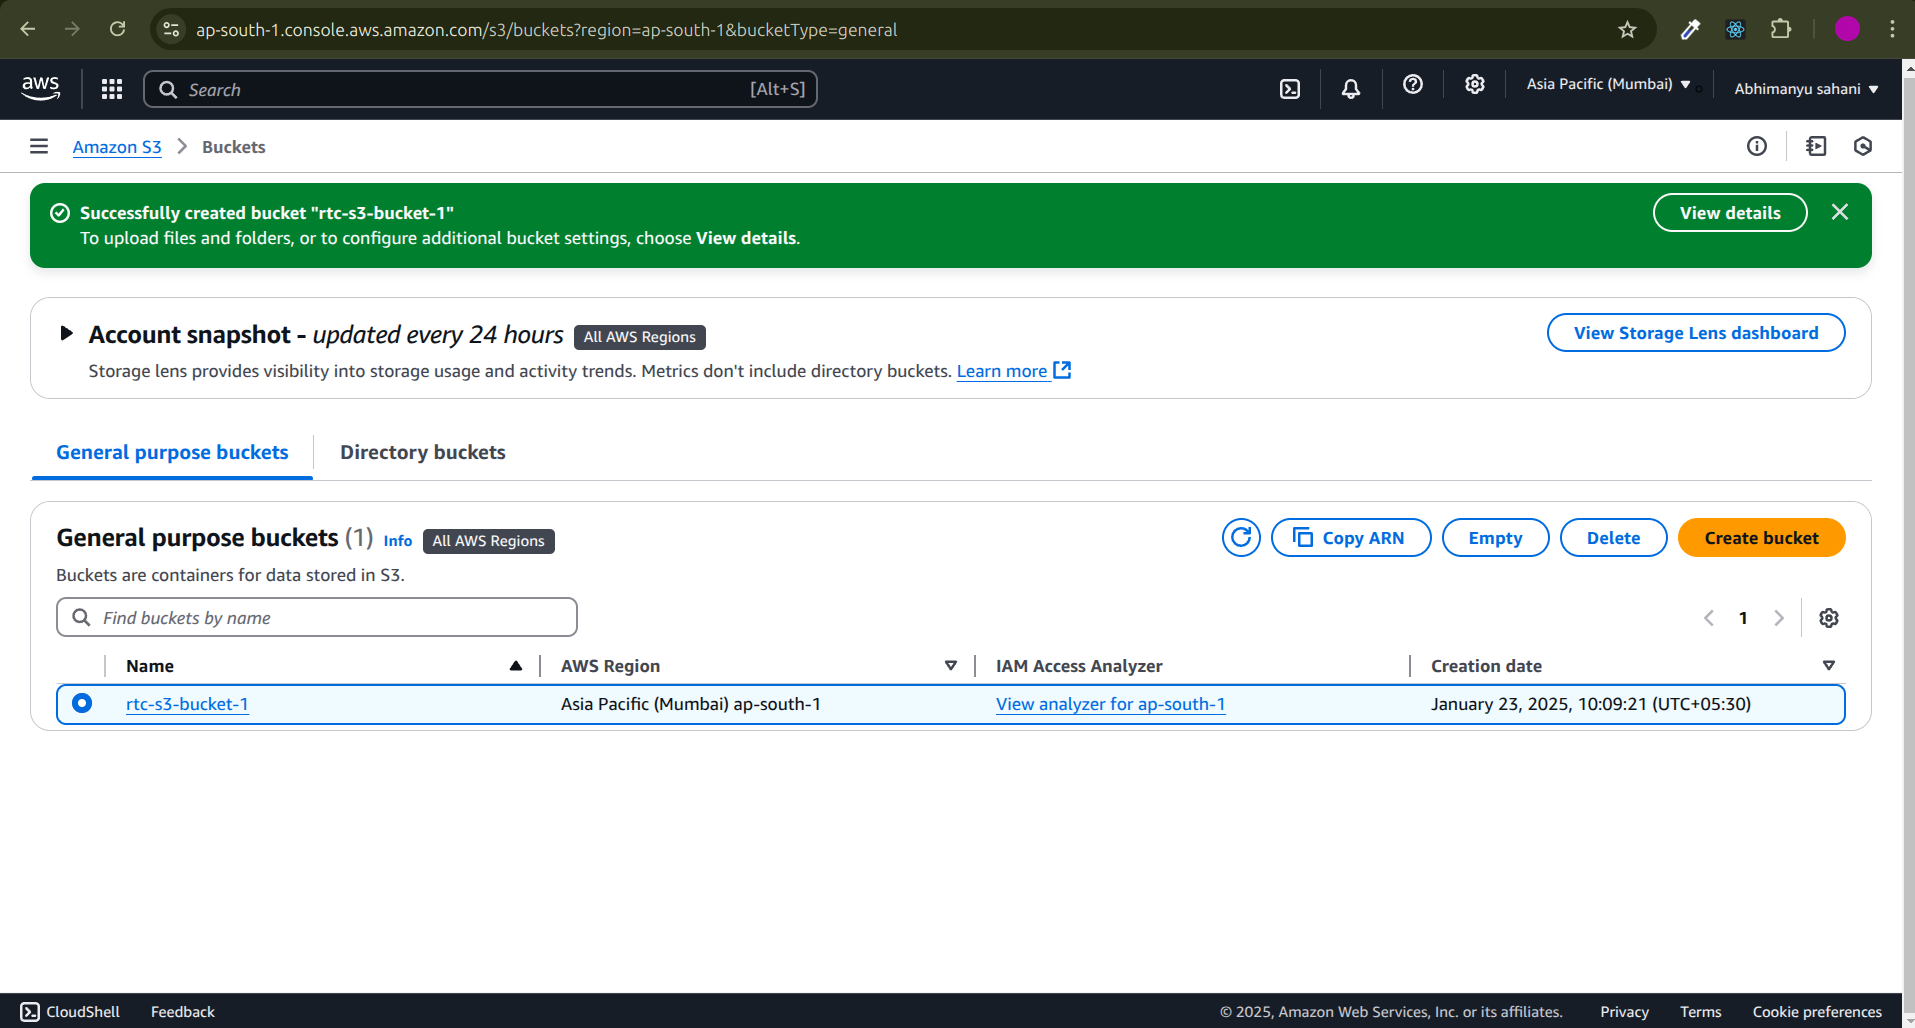 ap-south-1.console.aws.amazon.com/s3/buckets?region=ap-south-1&bucketType=general
aws
Search
[Alt+S]
Asia Pacific (Mumbai)
Abhimanyu sahani
Amazon S3
Buckets
Successfully created bucket "rtc-s3-bucket-1"
To upload files and folders, or to configure additional bucket settings, choose View details.
View details
Account snapshot - updated every 24 hours
All AWS Regions
View Storage Lens dashboard
Storage lens provides visibility into storage usage and activity trends. Metrics don't include directory buckets. Learn more
General purpose buckets
Directory buckets
General purpose buckets (1)
Info
All AWS Regions
Copy ARN
Empty
Delete
Create bucket
Buckets are containers for data stored in S3.
Find buckets by name
1
Name
AWS Region
IAM Access Analyzer
Creation date
rtc-s3-bucket-1
Asia Pacific (Mumbai) ap-south-1
View analyzer for ap-south-1
January 23, 2025, 10:09:21 (UTC+05:30)
CloudShell
Feedback
© 2025, Amazon Web Services, Inc. or its affiliates.
Privacy
Terms
Cookie preferences